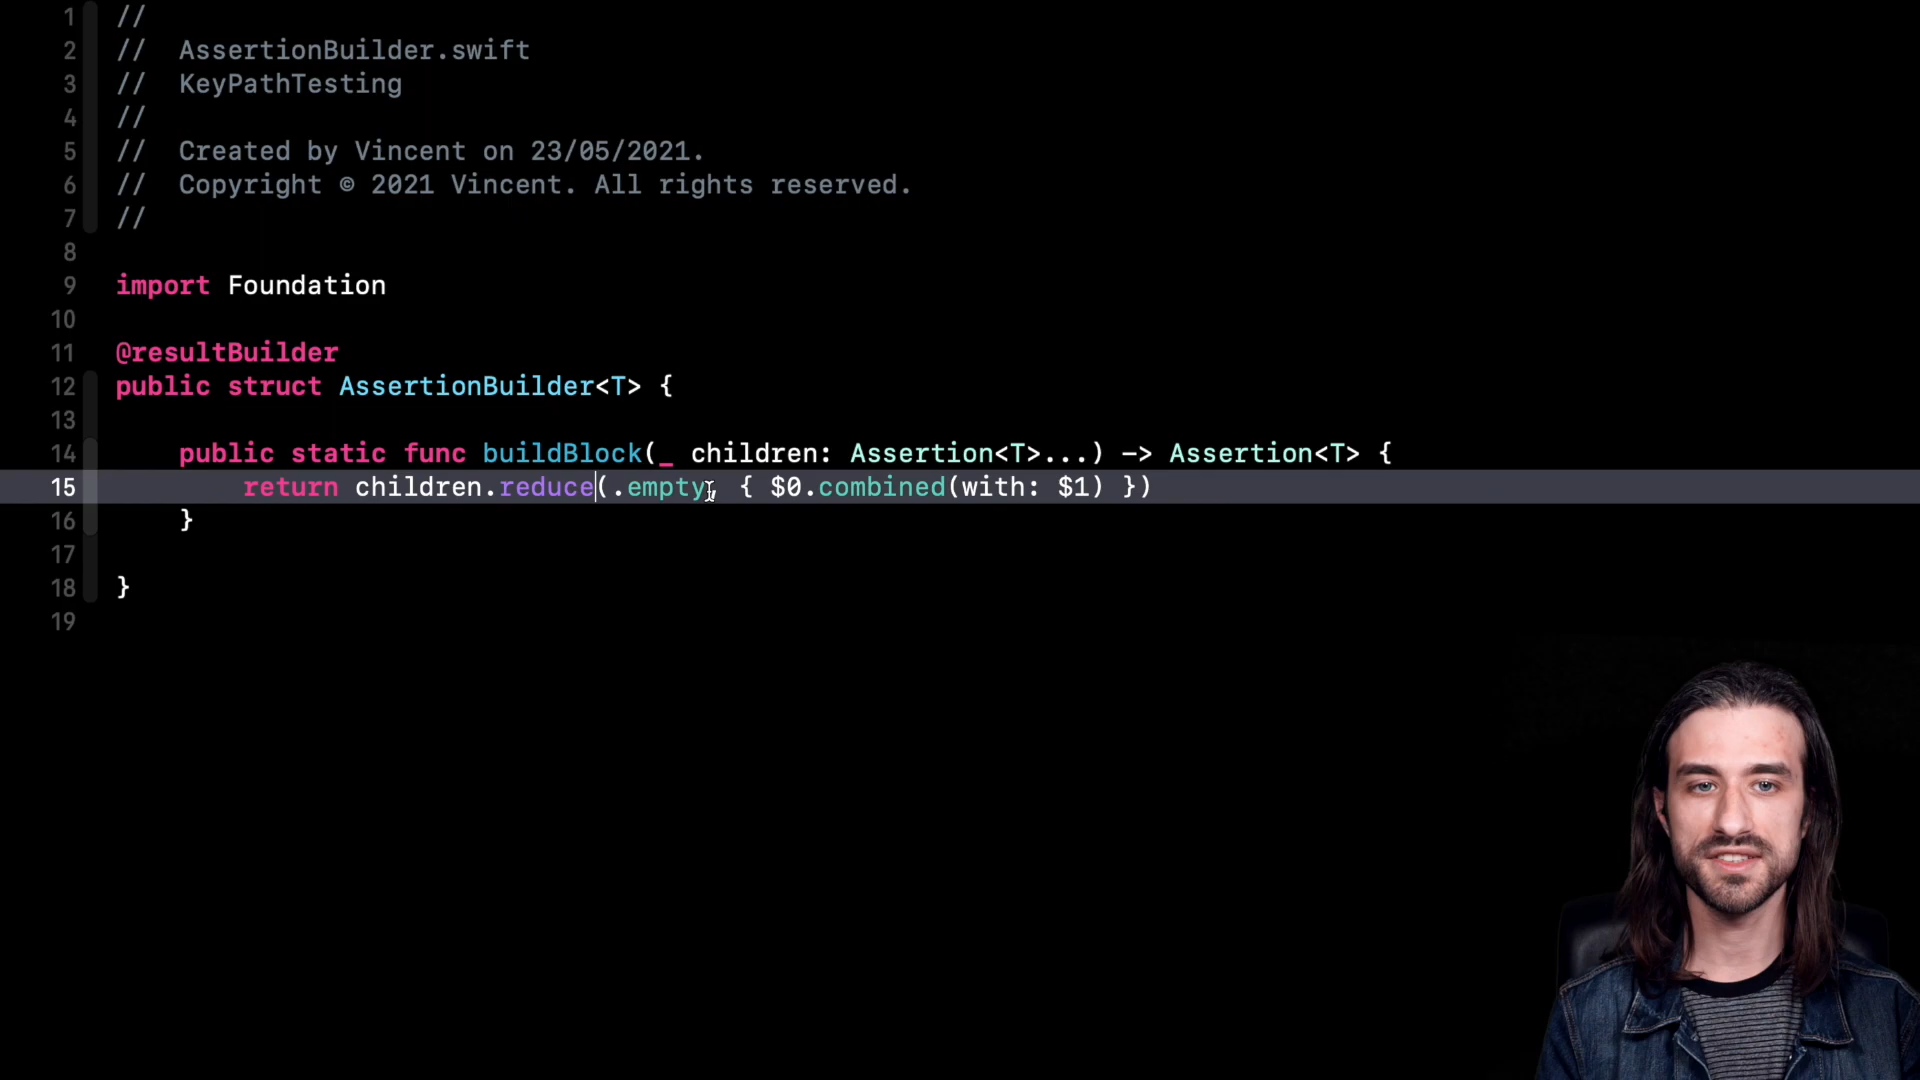 1 //
2 // AssertionBuilder.swift
3 // KeyPathTesting
4 //
5 // Created by Vincent on 23/05/2021.
6 // Copyright © 2021 Vincent. All rights reserved.
7 //
8
9 import Foundation
10
11 @resultBuilder
12 public struct AssertionBuilder<T> {
13
14 public static func buildBlock(_ children: Assertion<T>...) -> Assertion<T> {
15 return children.reduce(.empty, { $0.combined(with: $1) })
16 }
17
18 }
19